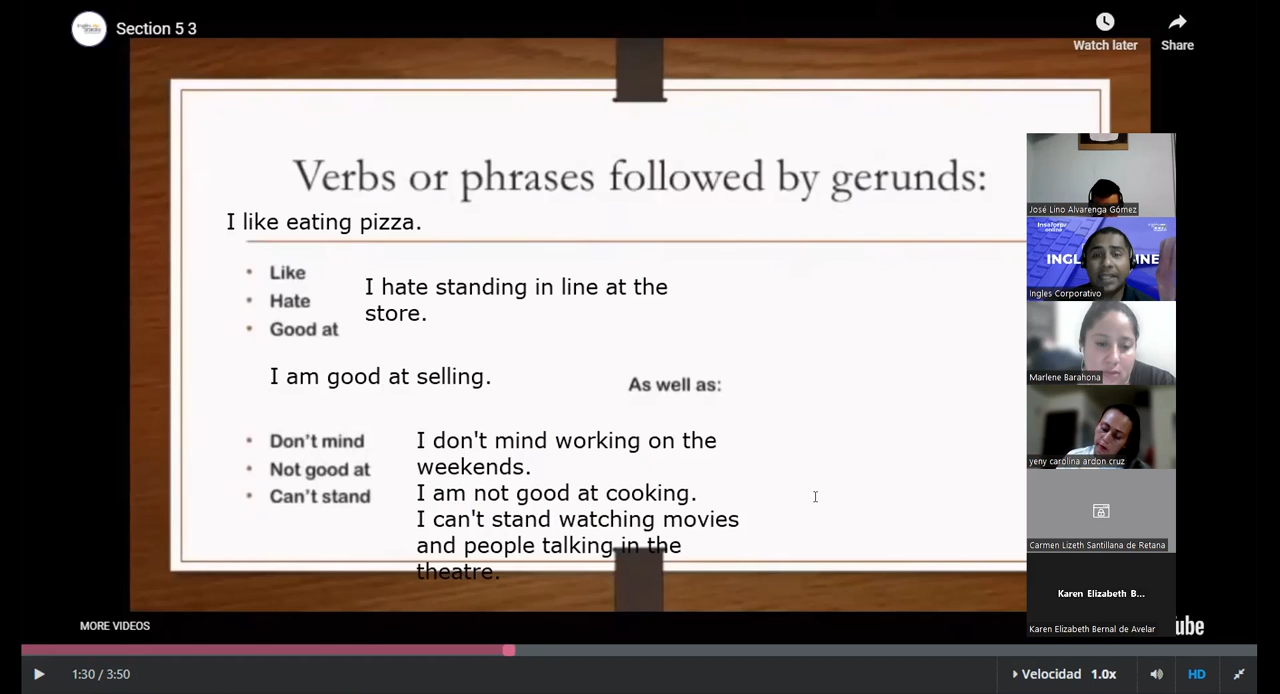 Section 5 3
Watch later
Share
Verbs or phrases followed by gerunds:
I like eating pizza.
Like
Hate
Good at
I hate standing in line at the
store.
I am good at selling.
As well as:
Don't mind
Not good at
Can't stand
I don't mind working on the
weekends.
I am not good at cooking.
I can't stand watching movies
and people talking in the
theatre.
José Lino Alvarenga Gómez
Insaforp
online
Ingles Corporativo
Marlene Barahona
yeny carolina ardon cruz
Carmen Lizeth Santillana de Retana
Karen Elizabeth B...
Karen Elizabeth Bernal de Avelar
MORE VIDEOS
ube
1:30 / 3:50
Velocidad 1.0x
HD